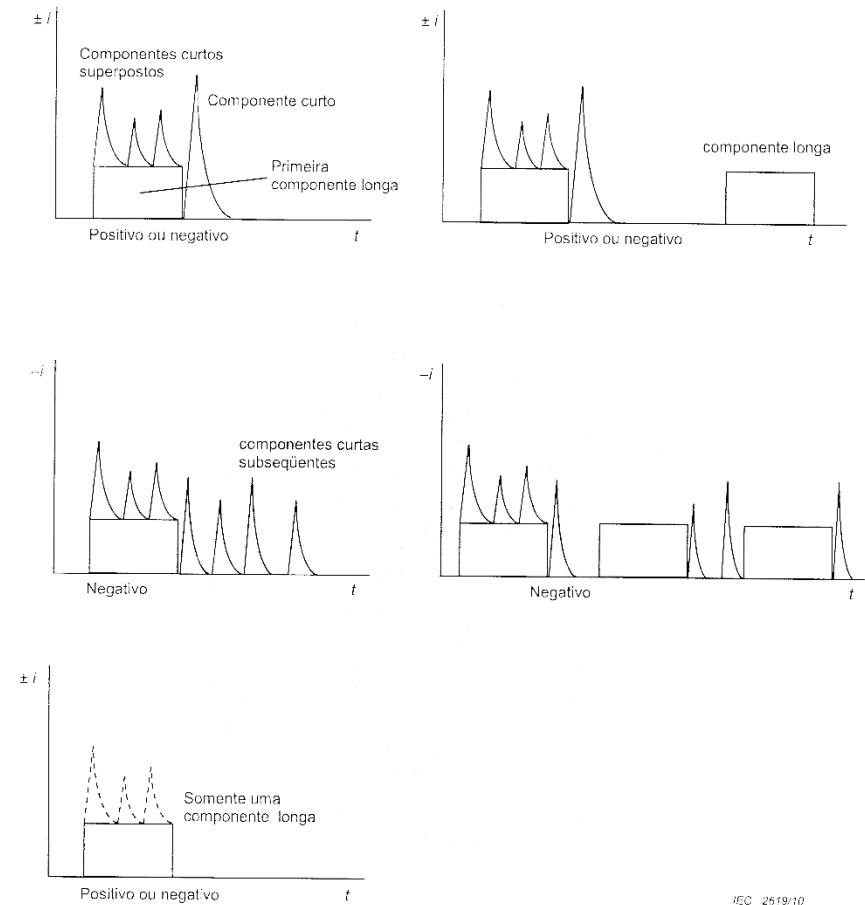 ± i
Componentes curtos
superpostos
Componente curto
Primeira
componente longa
Positivo ou negativo
t
± i
componente longa
Positivo ou negativo
t
–i
componentes curtas
subseqüentes
Negativo
t
–i
Negativo
t
± i
Somente uma
componente longa
Positivo ou negativo
t
IEC 2619/10